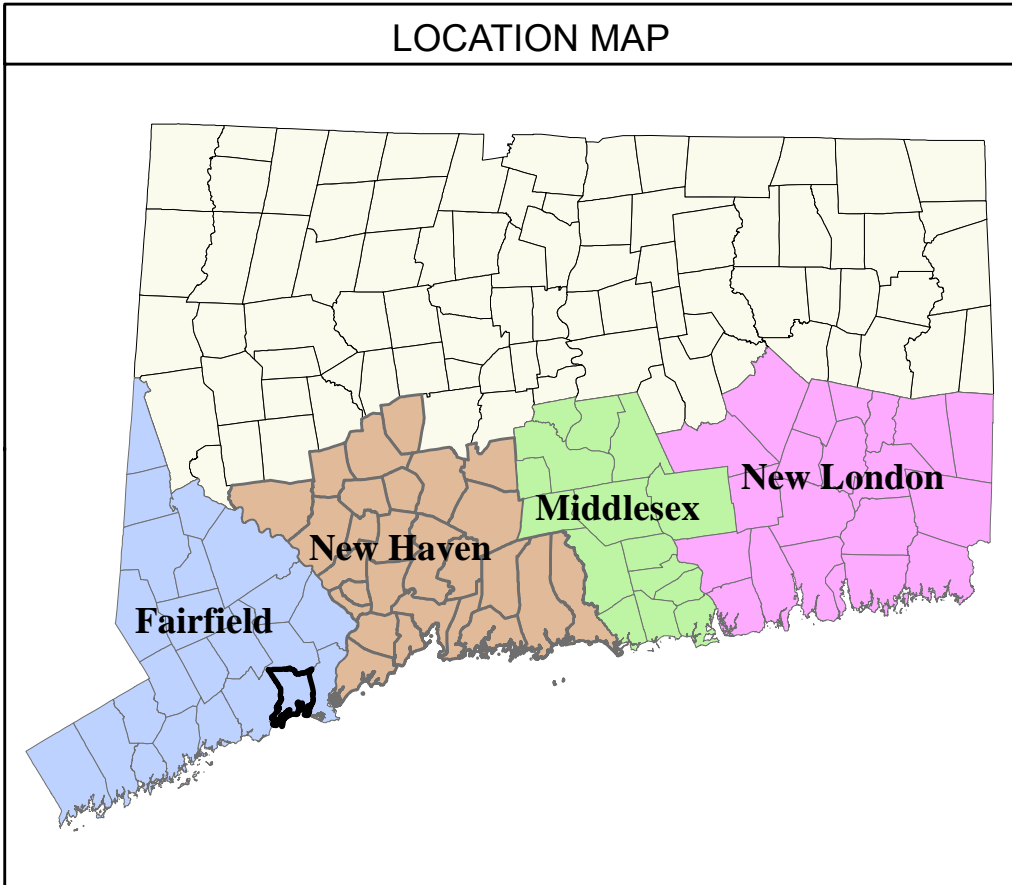 LOCATION MAP
New London
Middlesex
New Haven
Fairfield